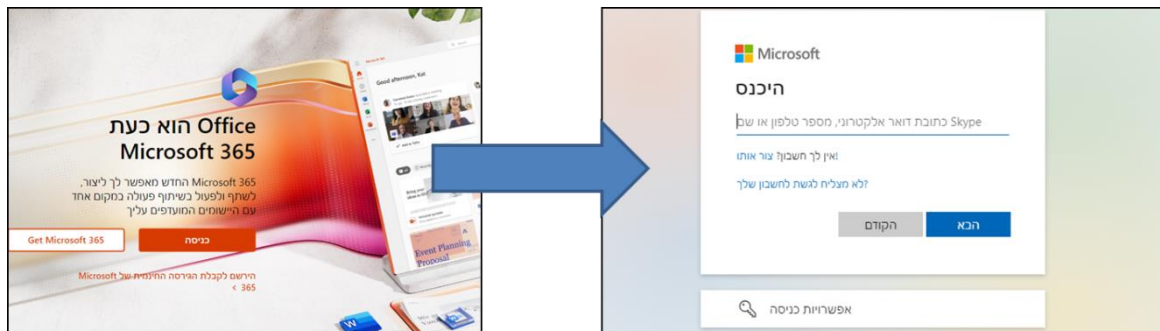 Office הוא כעת
Microsoft 365
Microsoft 365 החדש מאפשר לך ליצור,
לשתף ולפעול בשיתוף פעולה במקום אחד
עם היישומים המועדפים עליך
כניסה
Get Microsoft 365
הירשם לקבלת הגירסה החינמית של Microsoft
365 >
Good afternoon, Kat
Event Planning
Proposal
Microsoft
היכנס
כתובת דואר אלקטרוני, מספר טלפון או שם Skype
אין לך חשבון? צור אותו!
לא מצליח לגשת לחשבון שלך?
הבא
הקודם
אפשרויות כניסה